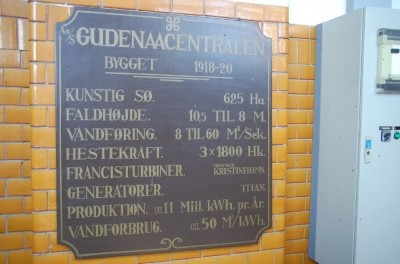 A/S GUDENAACENTRALEN
BYGGET 1918-20
KUNSTIG SØ. 625 Ha.
FALDHØJDE. 10,5 TIL 8 M.
VANDFØRING. 8 TIL 60 M³/Sek.
HESTEKRAFT. 3×1800 Hk.
FRANCISTURBINER. KRISTINEHAMN.
GENERATORER. TITAN.
PRODUKTION. ca 11 Mill. kWh. pr. År.
VANDFORBRUG. ca 50 M³/kWh.